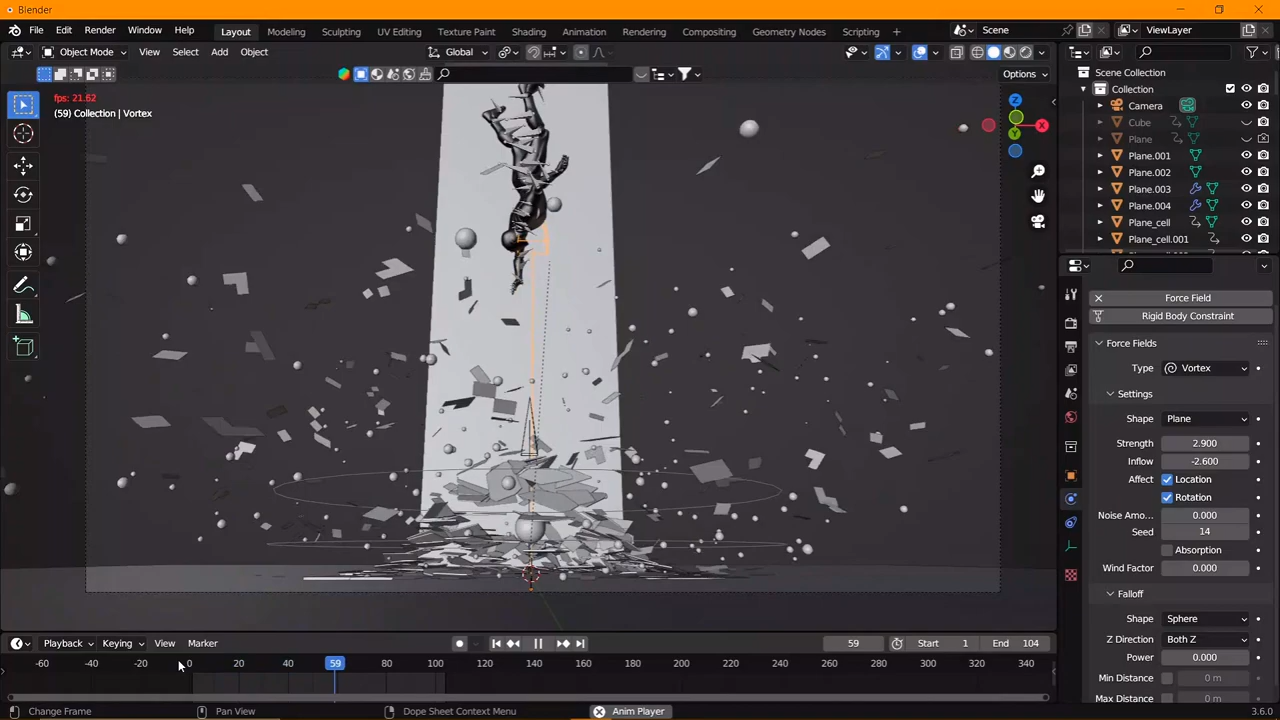 Blender
File Edit Render Window Help Layout Modeling Sculpting UV Editing Texture Paint Shading Animation Rendering Compositing Geometry Nodes Scripting + Scene ViewLayer
Object Mode View Select Add Object Global
Options
fps: 21.62
(59) Collection | Vortex
Z
X
Y
Scene Collection
Collection
Camera
Cube
Plane
Plane.001
Plane.002
Plane.003
Plane.004
Plane_cell
Plane_cell.001
Force Field
Rigid Body Constraint
Force Fields
Type Vortex
Settings
Shape Plane
Strength 2.900
Inflow -2.600
Affect Location
Rotation
Noise Amo... 0.000
Seed 14
Absorption
Wind Factor 0.000
Falloff
Shape Sphere
Z Direction Both Z
Power 0.000
Min Distance 0 m
Max Distance 0 m
Playback Keying View Marker 59 Start 1 End 104
-60 -40 -20 0 20 40 59 80 100 120 140 160 180 200 220 240 260 280 300 320 340
Change Frame Pan View Dope Sheet Context Menu Anim Player 3.6.0